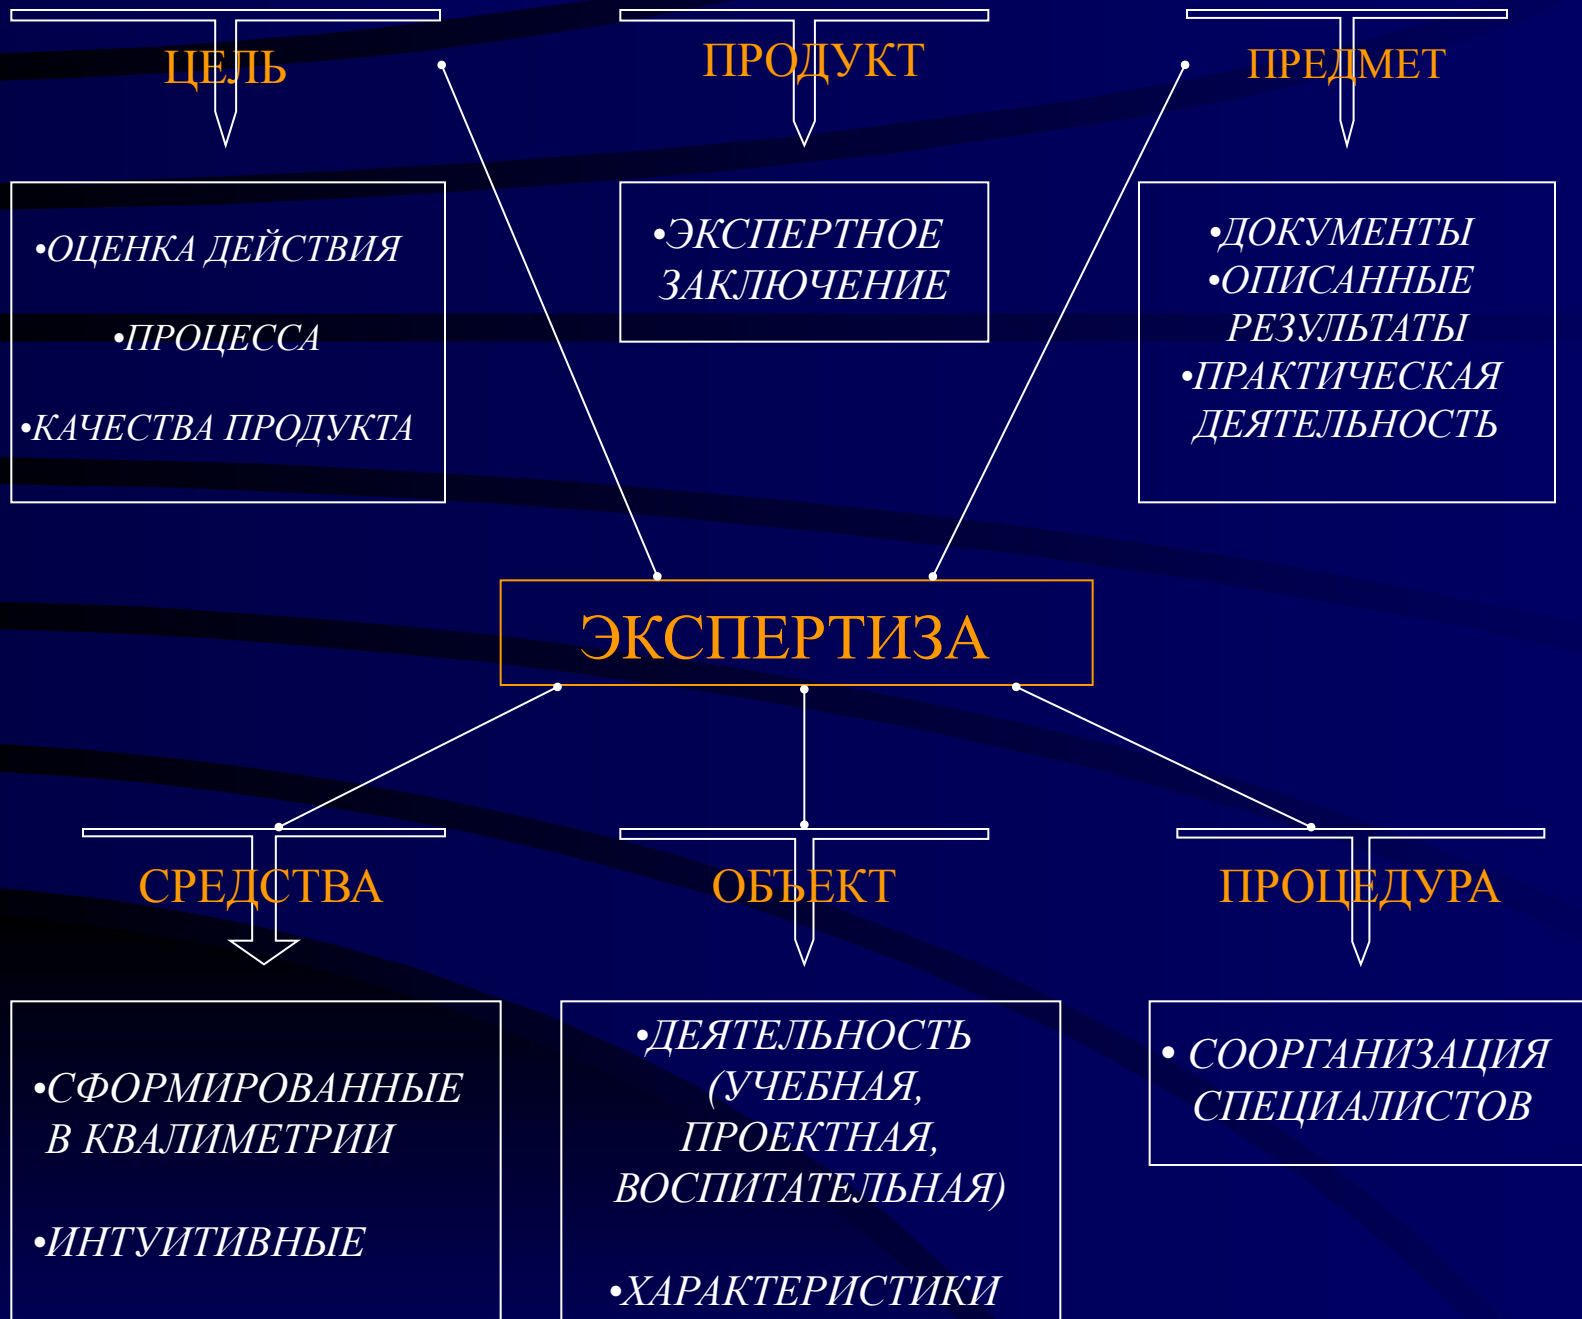 ЦЕЛЬ
ПРОДУКТ
ПРЕДМЕТ
•ОЦЕНКА ДЕЙСТВИЯ
•ПРОЦЕССА
•КАЧЕСТВА ПРОДУКТА
•ЭКСПЕРТНОЕ
ЗАКЛЮЧЕНИЕ
•ДОКУМЕНТЫ
•ОПИСАННЫЕ
РЕЗУЛЬТАТЫ
•ПРАКТИЧЕСКАЯ
ДЕЯТЕЛЬНОСТЬ
ЭКСПЕРТИЗА
СРЕДСТВА
ОБЪЕКТ
ПРОЦЕДУРА
•СФОРМИРОВАННЫЕ
В КВАЛИМЕТРИИ
•ИНТУИТИВНЫЕ
•ДЕЯТЕЛЬНОСТЬ
(УЧЕБНАЯ,
ПРОЕКТНАЯ,
ВОСПИТАТЕЛЬНАЯ)
•ХАРАКТЕРИСТИКИ
• СООРГАНИЗАЦИЯ
СПЕЦИАЛИСТОВ